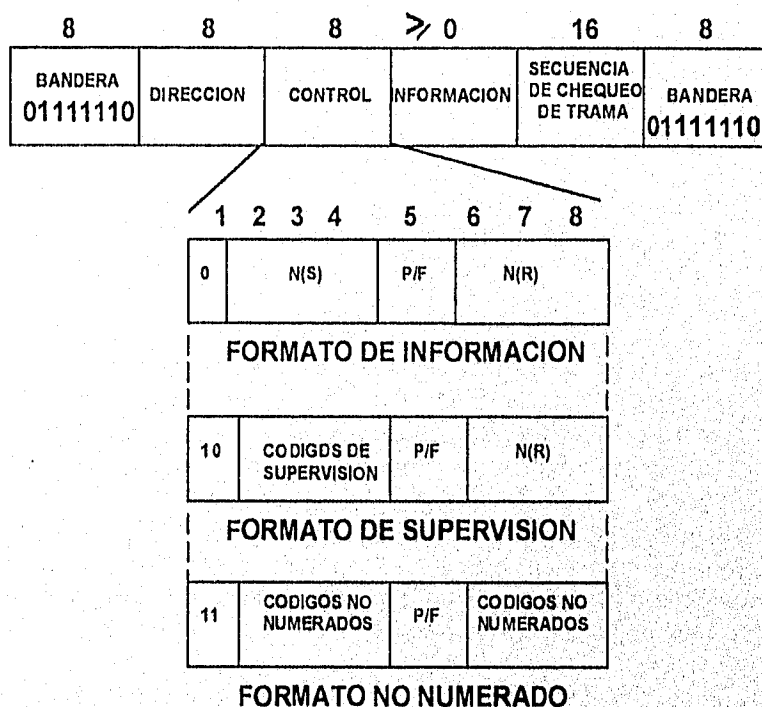 8 8 8 ⩾ 0 16 8
BANDERA
01111110
DIRECCION
CONTROL
INFORMACION
SECUENCIA
DE CHEQUEO
DE TRAMA
BANDERA
01111110
1 2 3 4 5 6 7 8
0 N(S) P/F N(R)
FORMATO DE INFORMACION
10 CODIGDS DE
SUPERVISION
P/F N(R)
FORMATO DE SUPERVISION
11 CODIGOS NO
NUMERADOS
P/F
CODIGOS NO
NUMERADOS
FORMATO NO NUMERADO